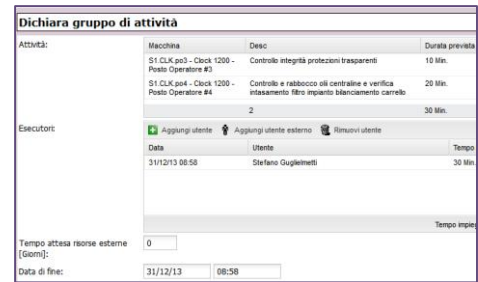 Dichiara gruppo di attività
Attività:
Macchina Desc Durata prevista
S1.CLK.po3 - Clock 1200 - Controllo integrità protezioni trasparenti 10 Min.
Posto Operatore #3
S1.CLK.po4 - Clock 1200 - Controllo e rabbocco oli centraline e verifica 20 Min.
Posto Operatore #4 intasamento filtro impianto bilanciamento carrello
2 30 Min.
Esecutori: Aggiungi utente Aggiungi utente esterno Rimuovi utente
Data Utente Tempo
31/12/13 08:58 Stefano Guglielmetti 30 Min.
Tempo impieg
Tempo attesa risorse esterne 0
[Giorni]:
Data di fine: 31/12/13 08:58